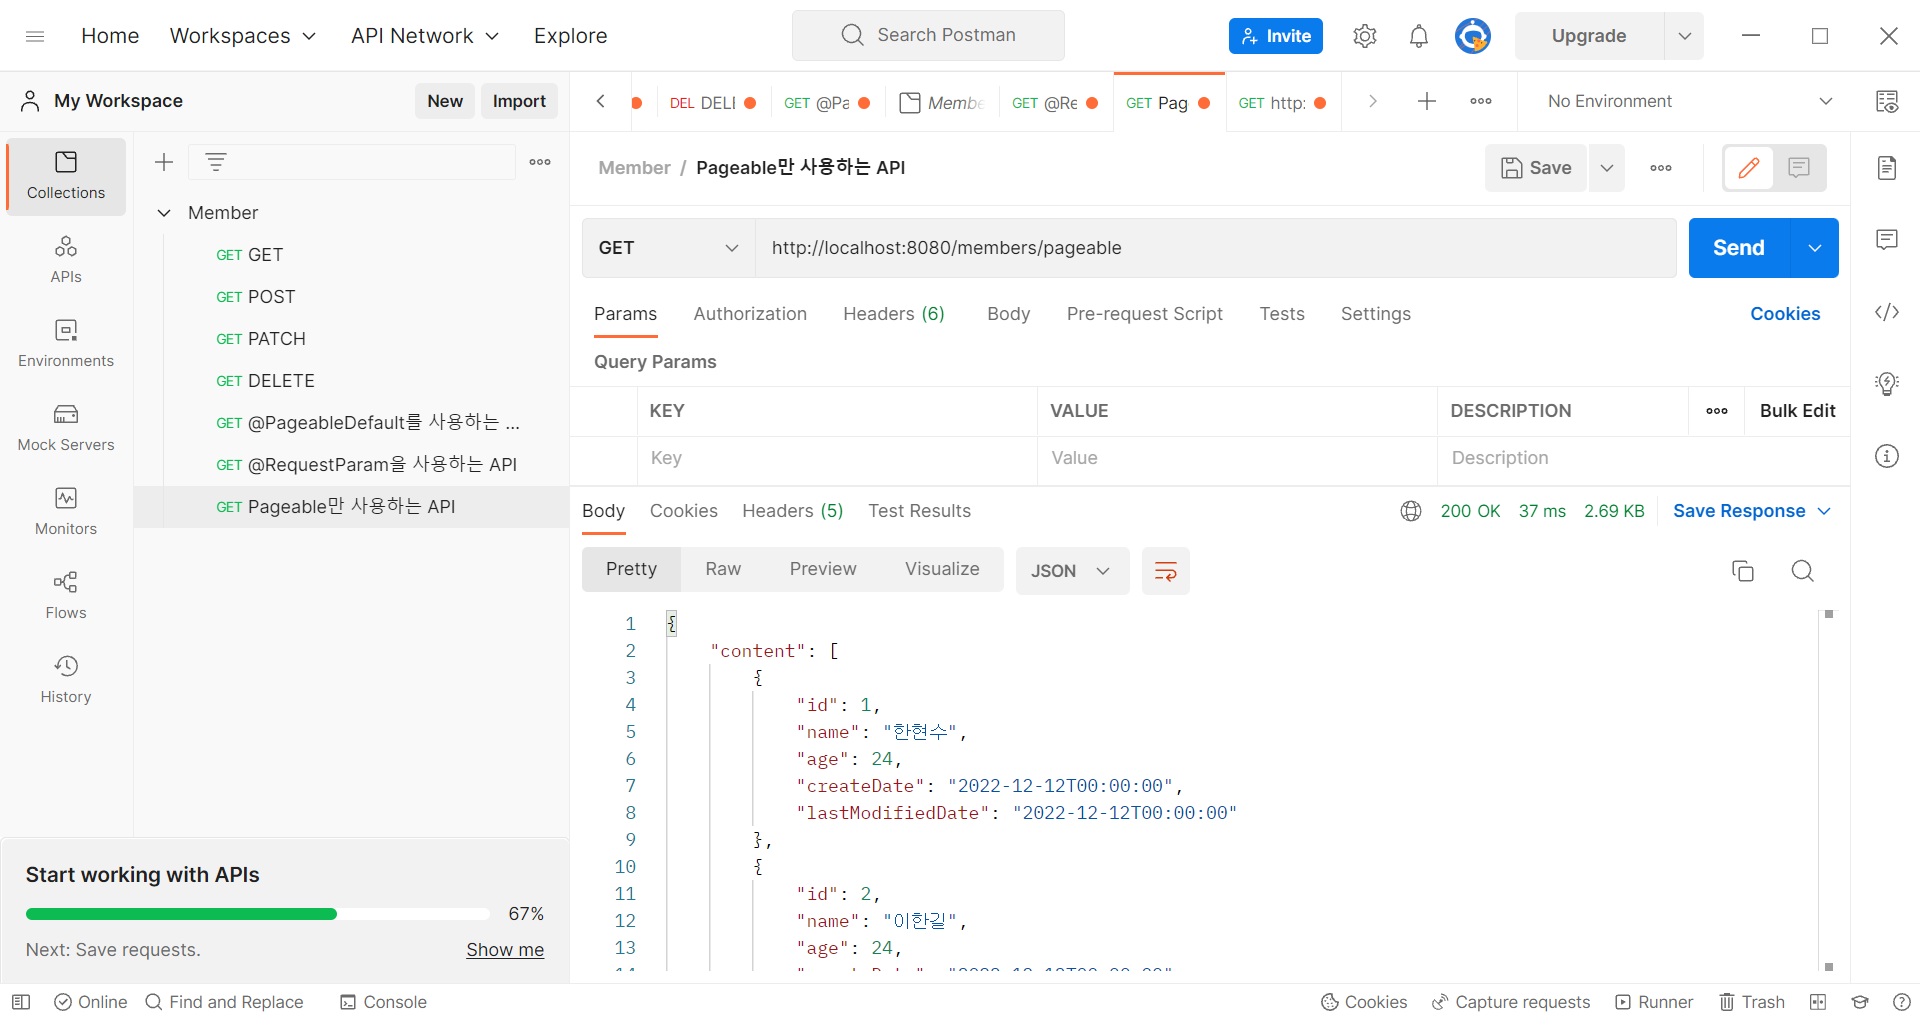 Home Workspaces API Network Explore Search Postman Invite Upgrade
My Workspace New Import DEL DELE GET @Pa Membe GET @Re GET Pag GET http: No Environment
Collections
APIs
Environments
Mock Servers
Monitors
Flows
History
Member
GET GET
GET POST
GET PATCH
GET DELETE
GET @PageableDefault를 사용하는 ...
GET @RequestParam을 사용하는 API
GET Pageable만 사용하는 API
Start working with APIs
67%
Next: Save requests. Show me
Member / Pageable만 사용하는 API Save
GET http://localhost:8080/members/pageable Send
Params Authorization Headers (6) Body Pre-request Script Tests Settings Cookies
Query Params
KEY VALUE DESCRIPTION Bulk Edit
Key Value Description
Body Cookies Headers (5) Test Results 200 OK 37 ms 2.69 KB Save Response
Pretty Raw Preview Visualize JSON
1 {
2 "content": [
3 {
4 "id": 1,
5 "name": "한현수",
6 "age": 24,
7 "createDate": "2022-12-12T00:00:00",
8 "lastModifiedDate": "2022-12-12T00:00:00"
9 },
10 {
11 "id": 2,
12 "name": "이한길",
13 "age": 24,
Online Find and Replace Console Cookies Capture requests Runner Trash